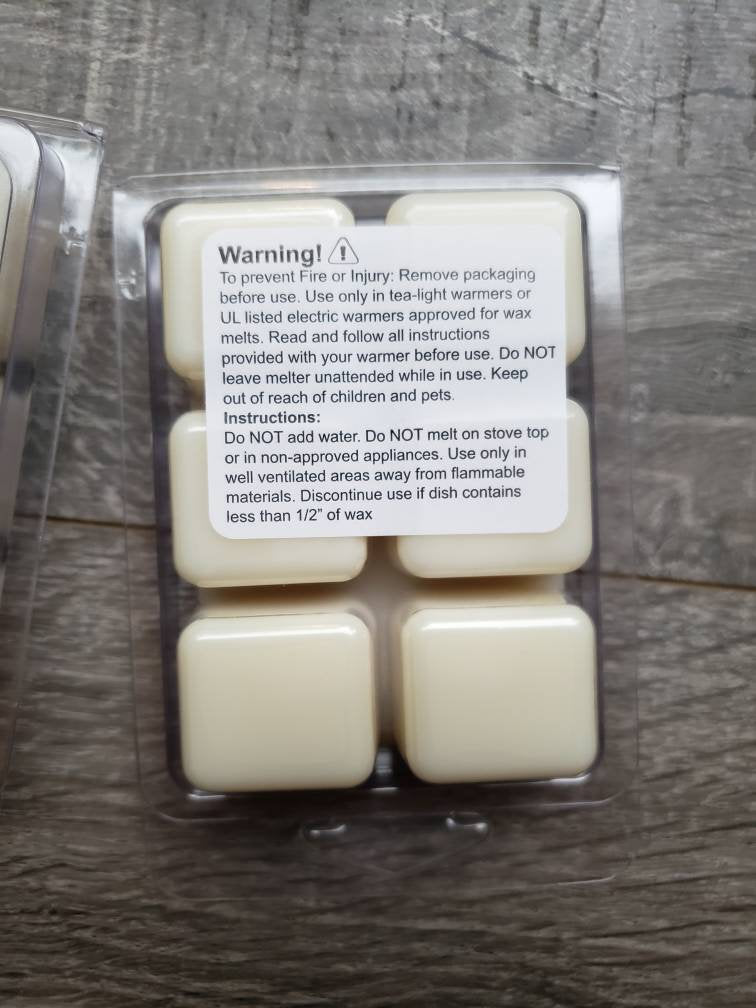 Warning! ⚠
To prevent Fire or Injury: Remove packaging
before use. Use only in tea-light warmers or
UL listed electric warmers approved for wax
melts. Read and follow all instructions
provided with your warmer before use. Do NOT
leave melter unattended while in use. Keep
out of reach of children and pets.
Instructions:
Do NOT add water. Do NOT melt on stove top
or in non-approved appliances. Use only in
well ventilated areas away from flammable
materials. Discontinue use if dish contains
less than 1/2" of wax